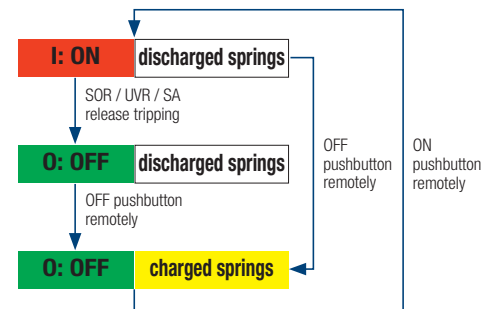 I: ON discharged springs
SOR / UVR / SA
release tripping
OFF
pushbutton
remotely
ON
pushbutton
remotely
O: OFF discharged springs
OFF pushbutton
remotely
O: OFF charged springs